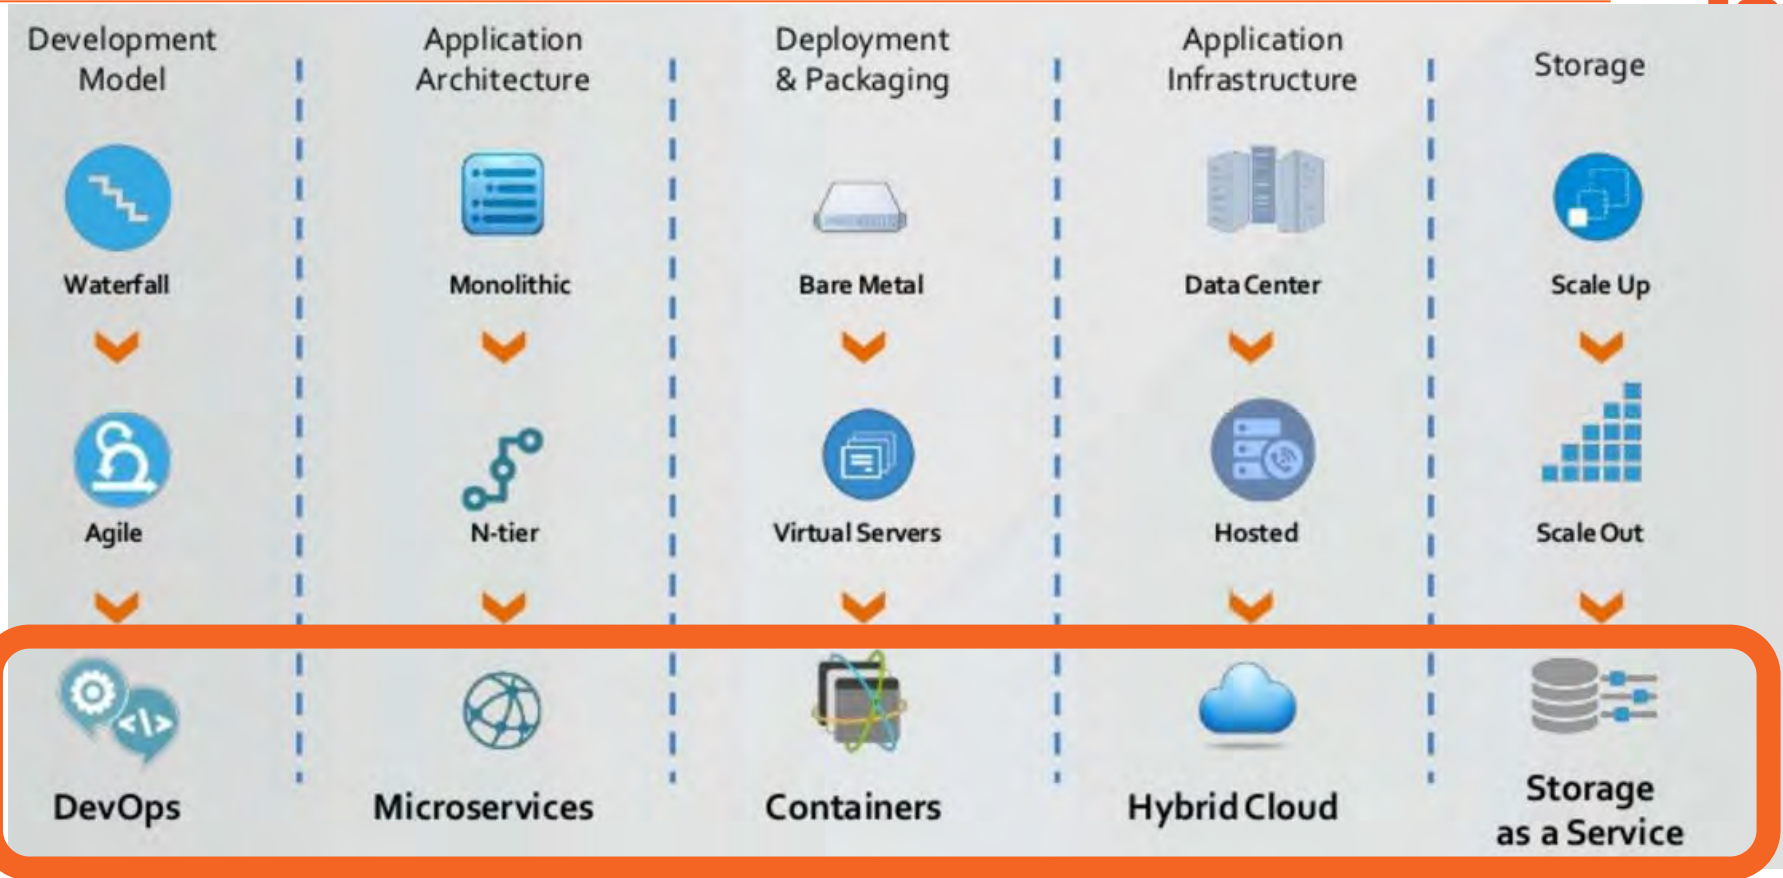 Development
Model
Application
Architecture
Deployment
& Packaging
Application
Infrastructure
Storage
Waterfall
Monolithic
Bare Metal
Data Center
Scale Up
Agile
N-tier
Virtual Servers
Hosted
Scale Out
DevOps
Microservices
Containers
Hybrid Cloud
Storage
as a Service